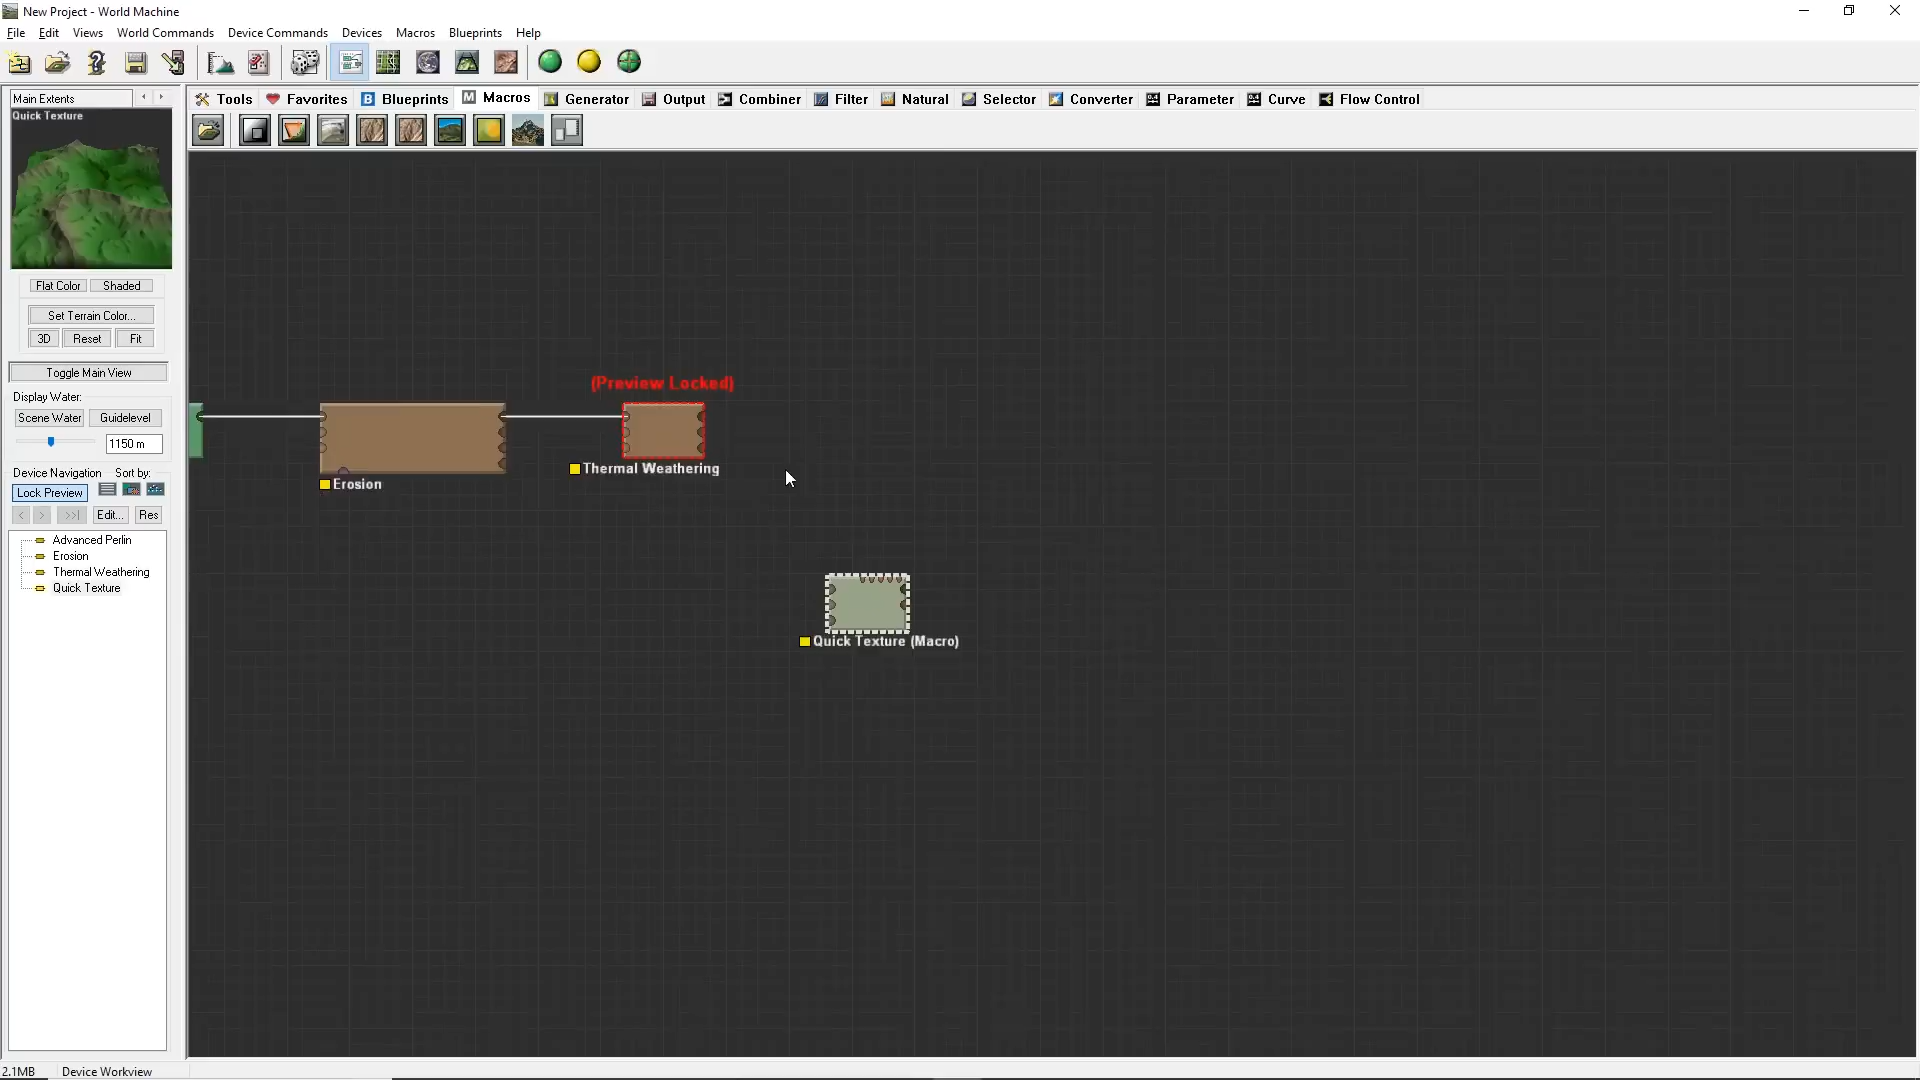 New Project - World Machine
File Edit Views World Commands Device Commands Devices Macros Blueprints Help
Main Extents
Tools Favorites Blueprints Macros Generator Output Combiner Filter Natural Selector Converter Parameter Curve Flow Control
Quick Texture
Flat Color Shaded
Set Terrain Color...
3D Reset Fit
Toggle Main View
Display Water:
Scene Water Guidelevel
1150 m
Device Navigation Sort by:
Lock Preview
< > >>| Edit... Res
Advanced Perlin
Erosion
Thermal Weathering
Quick Texture
(Preview Locked)
Thermal Weathering
Erosion
Quick Texture (Macro)
2.1MB Device Workview